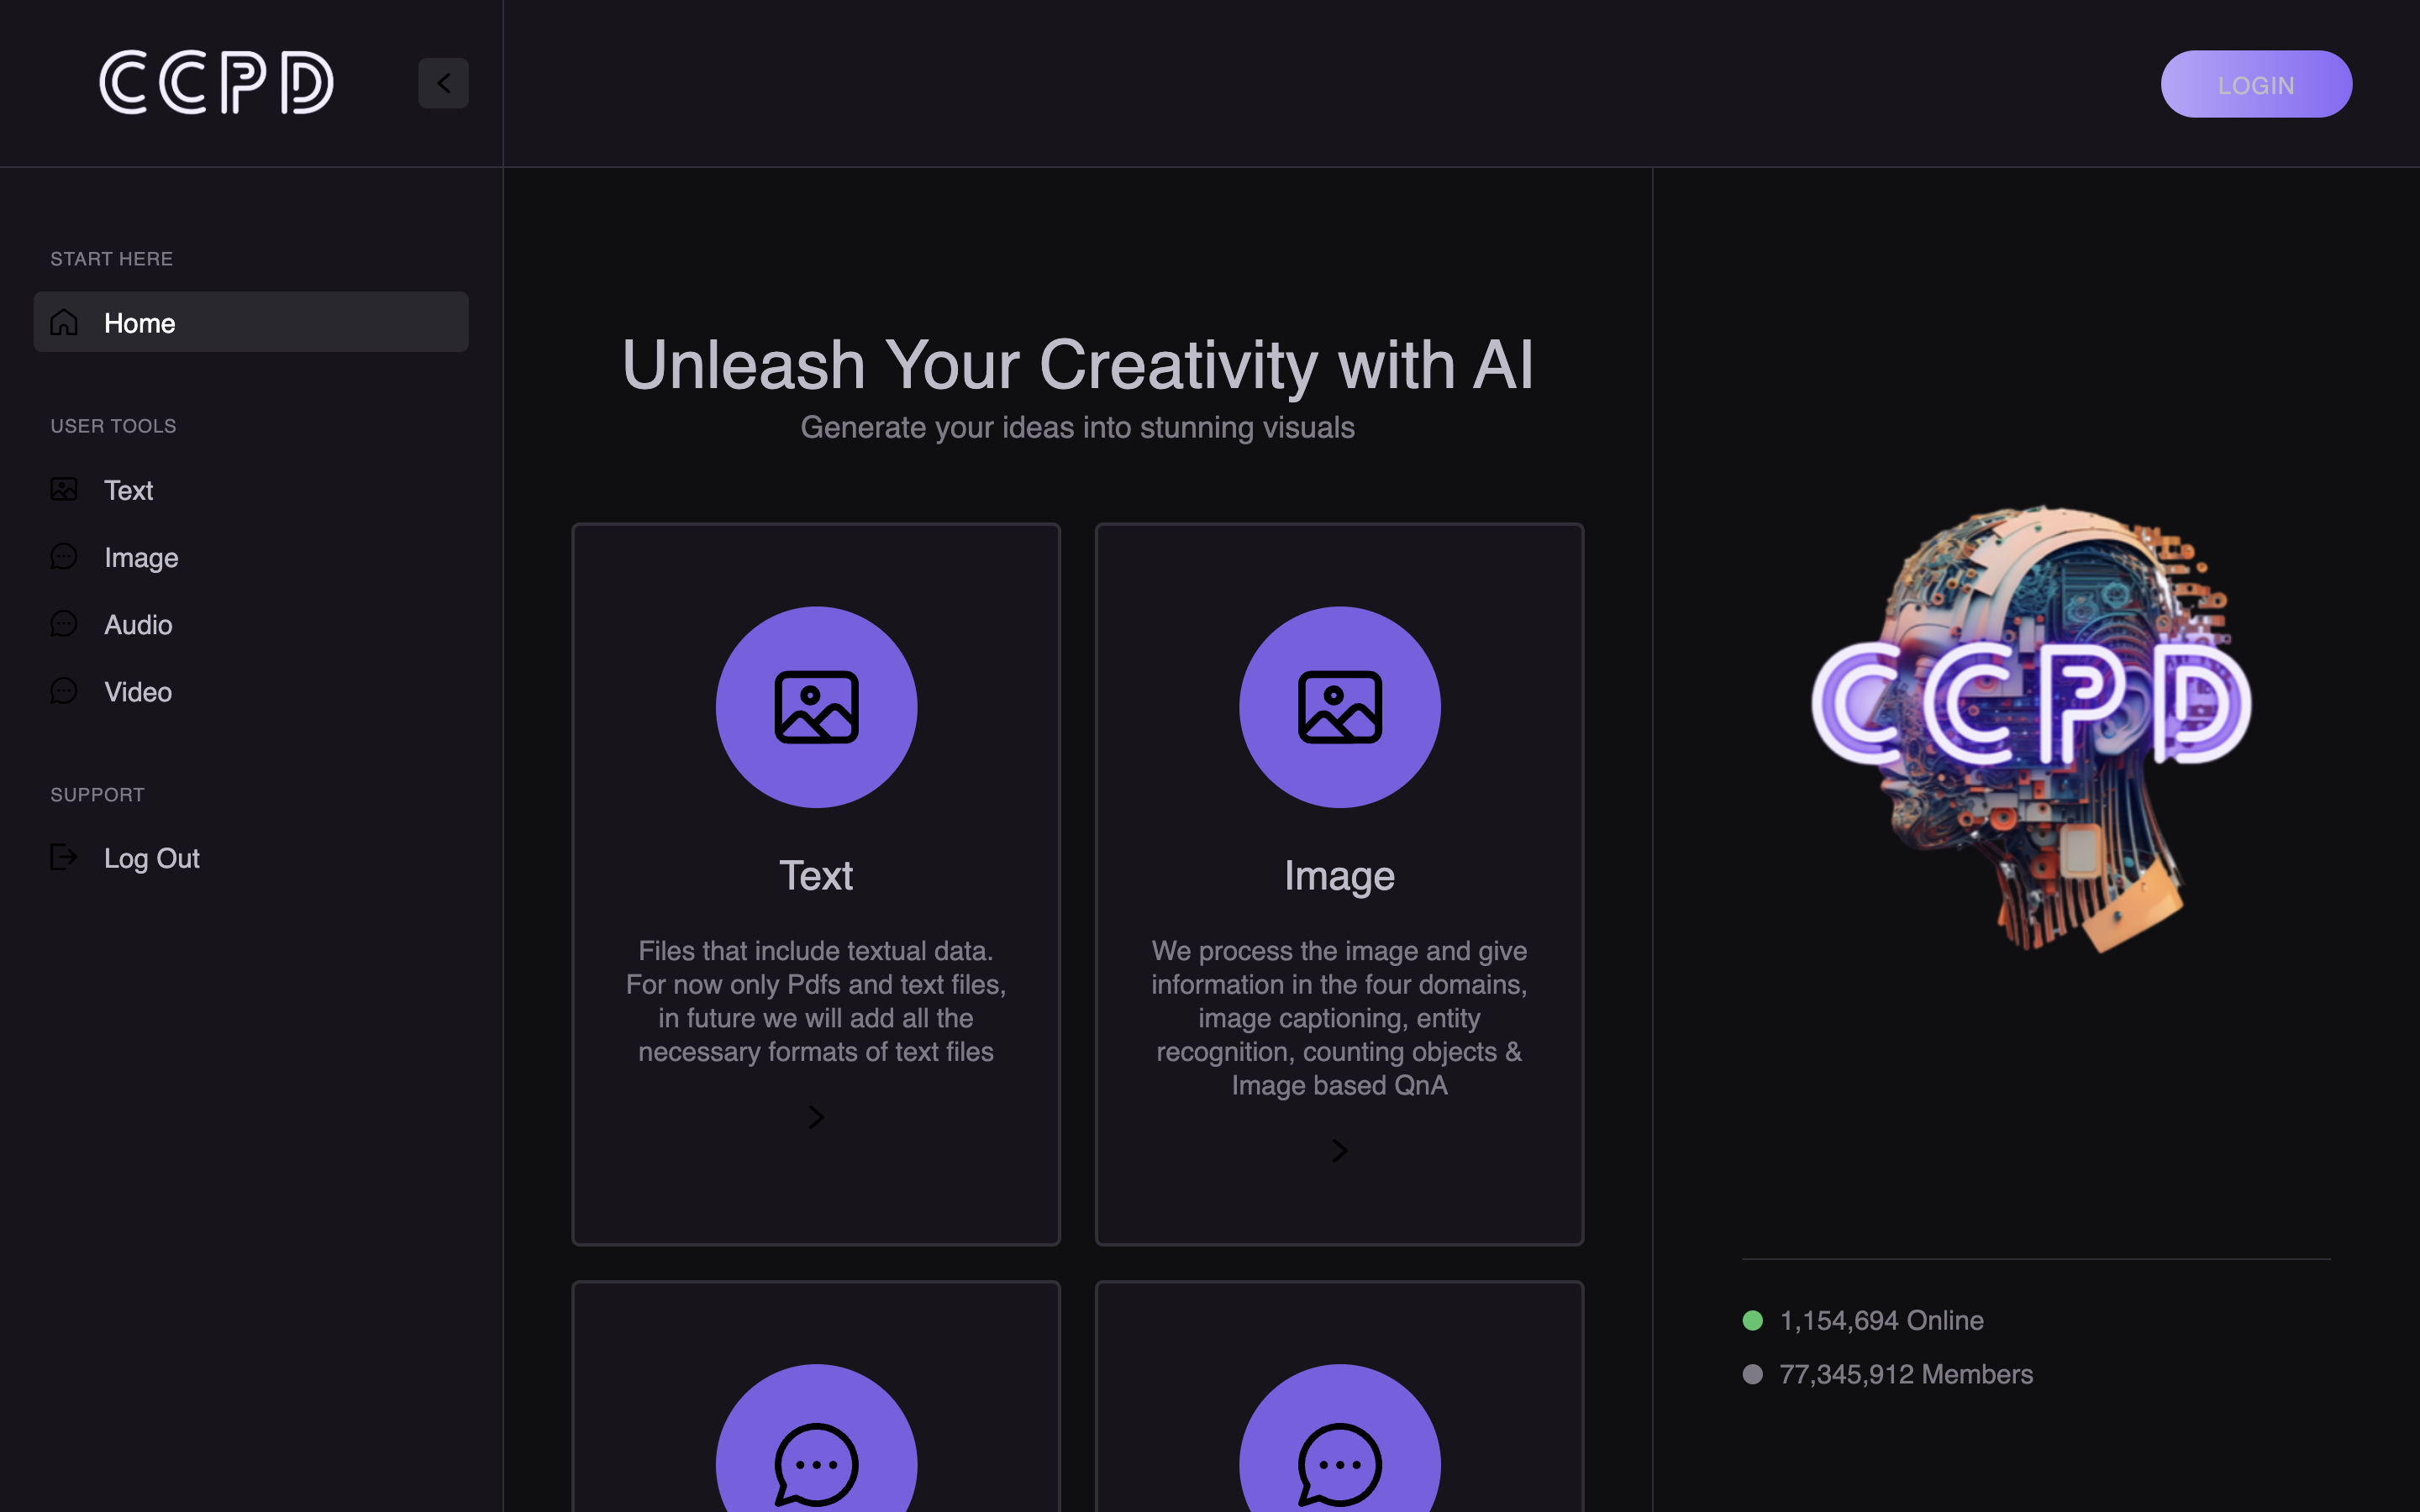 CCPD
LOGIN
START HERE
Home
USER TOOLS
Text
Image
Audio
Video
SUPPORT
Log Out
Unleash Your Creativity with AI
Generate your ideas into stunning visuals
Text
Files that include textual data.
For now only Pdfs and text files,
in future we will add all the
necessary formats of text files
Image
We process the image and give
information in the four domains,
image captioning, entity
recognition, counting objects &
Image based QnA
CCPD
1,154,694 Online
77,345,912 Members